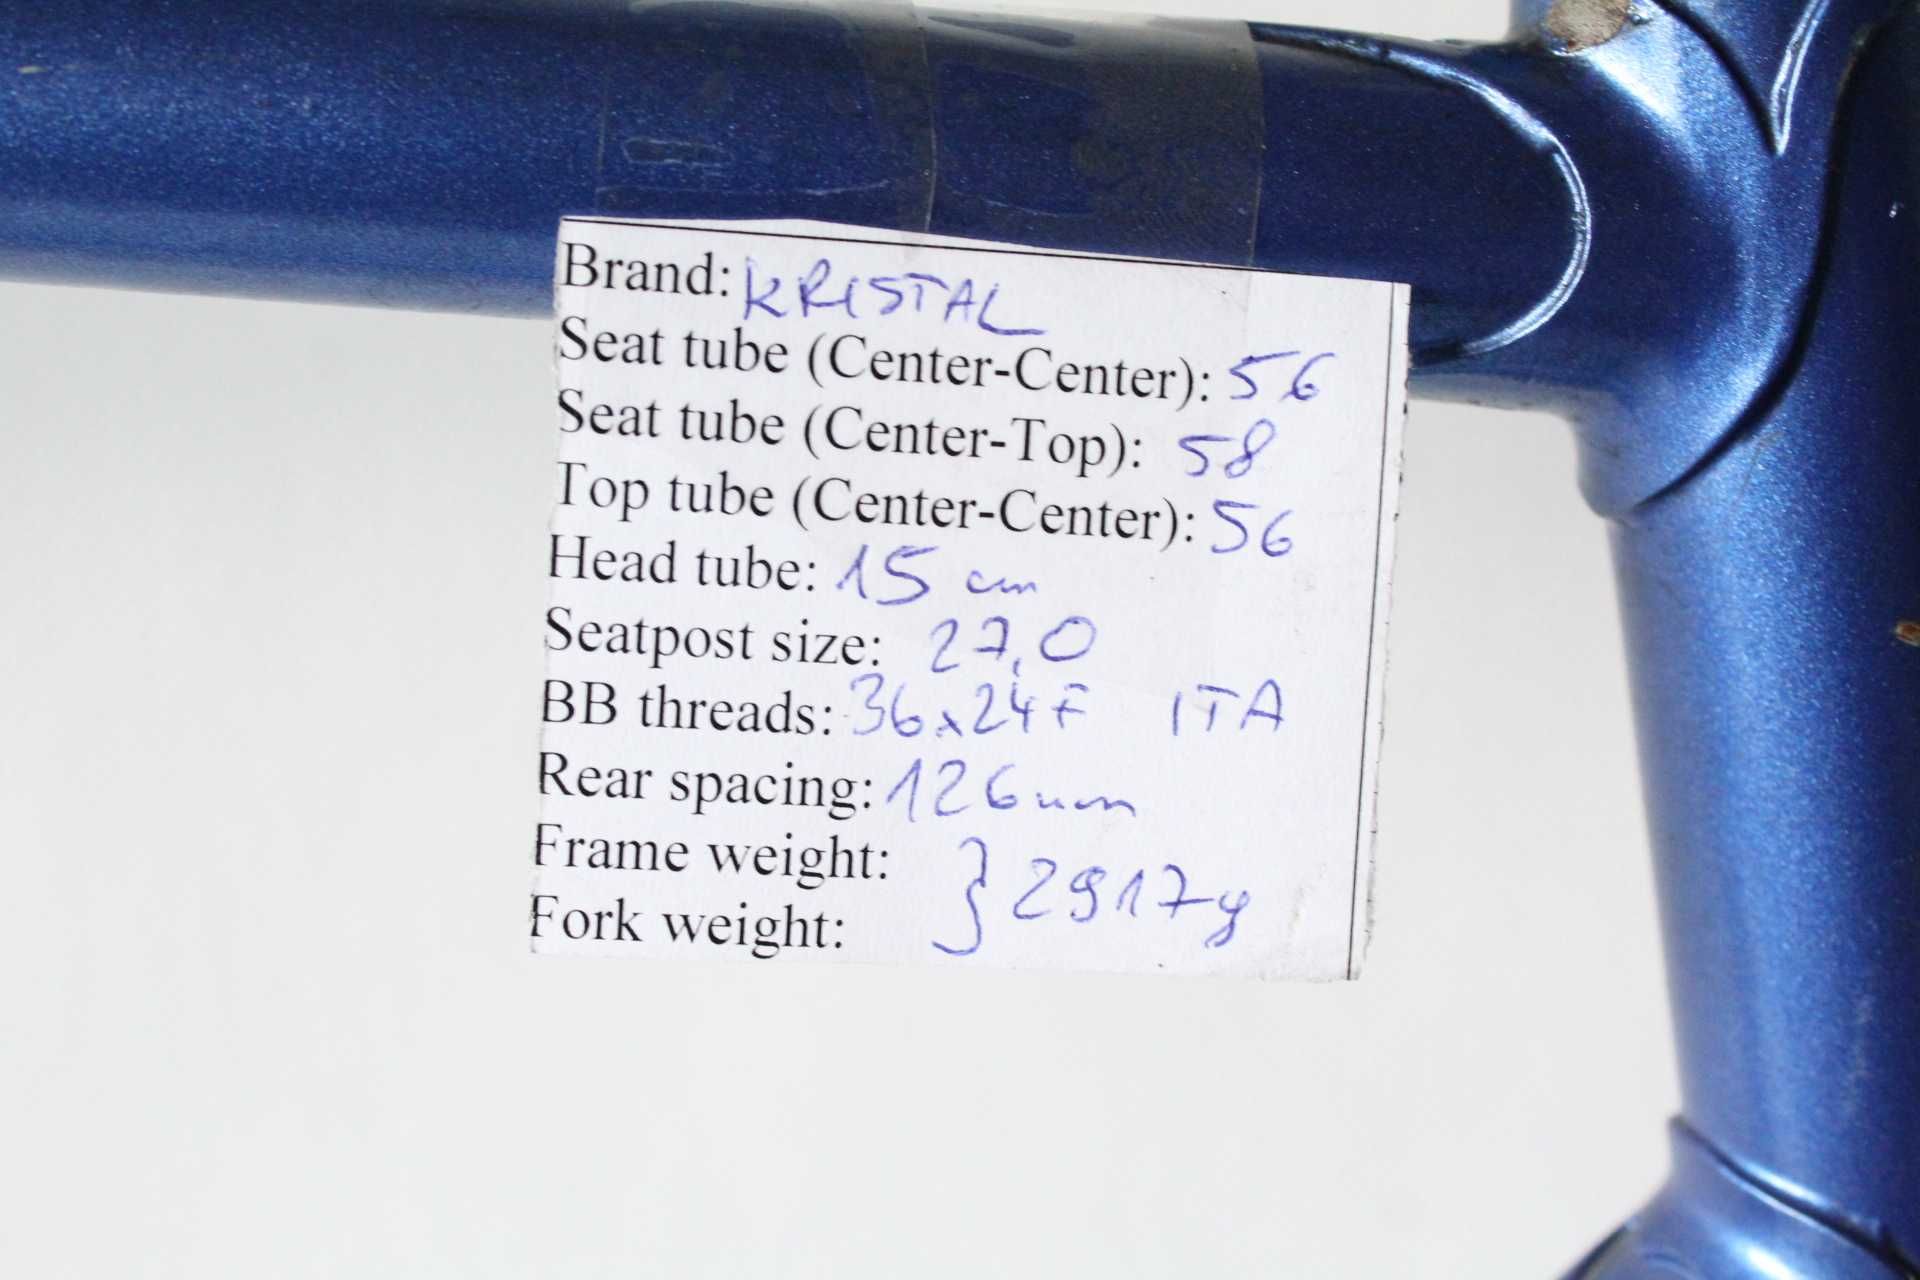 Brand: KRISTAL
Seat tube (Center-Center): 56
Seat tube (Center-Top): 58
Top tube (Center-Center): 56
Head tube: 15 cm
Seatpost size: 27,0
BB threads: 36x24F ITA
Rear spacing: 126mm
Frame weight: } 2917g
Fork weight: